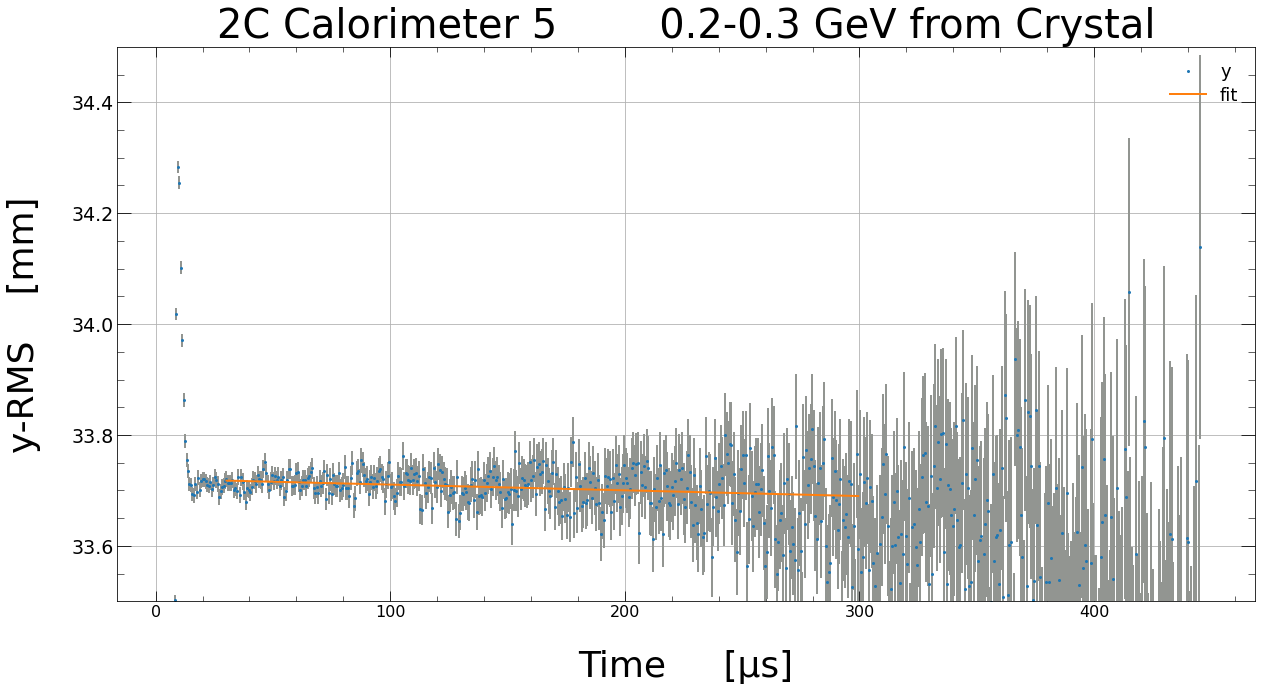 2C Calorimeter 5 0.2-0.3 GeV from Crystal
y
fit
34.4
34.2
34.0
33.8
33.6
y-RMS [mm]
0 100 200 300 400
Time [µs]